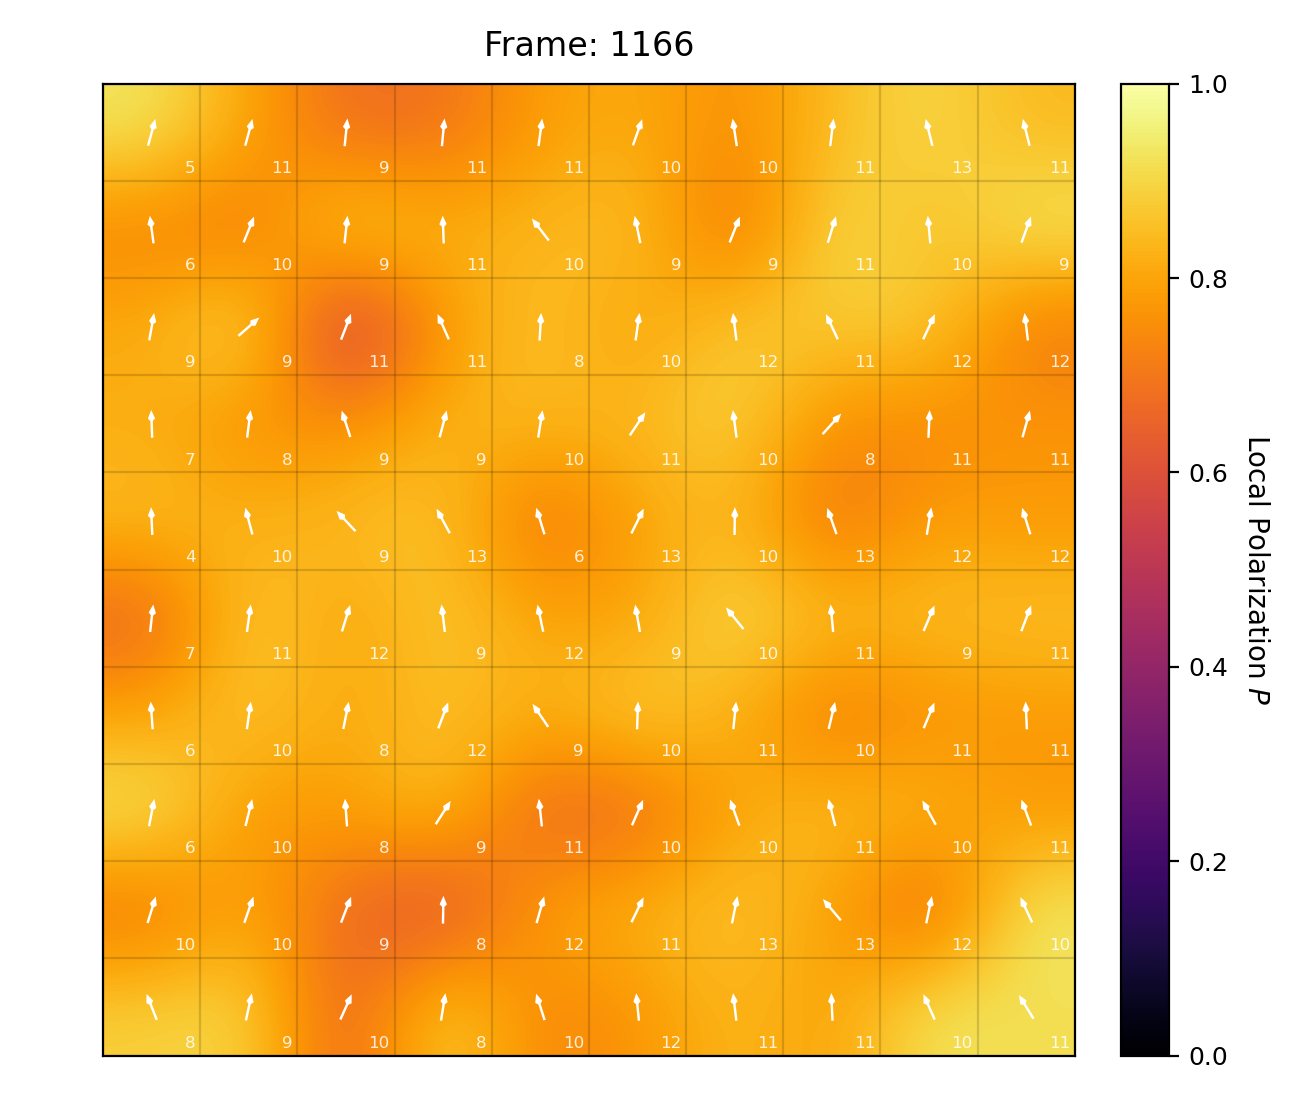 Frame: 1166
5 11 9 11 11 10 10 11 13 11
6 10 9 11 10 9 9 11 10 9
9 9 11 11 8 10 12 11 12 12
7 8 9 9 10 11 10 8 11 11
4 10 9 13 6 13 10 13 12 12
7 11 12 9 12 9 10 11 9 11
6 10 8 12 9 10 11 10 11 11
6 10 8 9 11 10 10 11 10 11
10 10 9 8 12 11 13 13 12 10
8 9 10 8 10 12 11 11 10 11
1.0
0.8
0.6
0.4
0.2
0.0
Local Polarization P